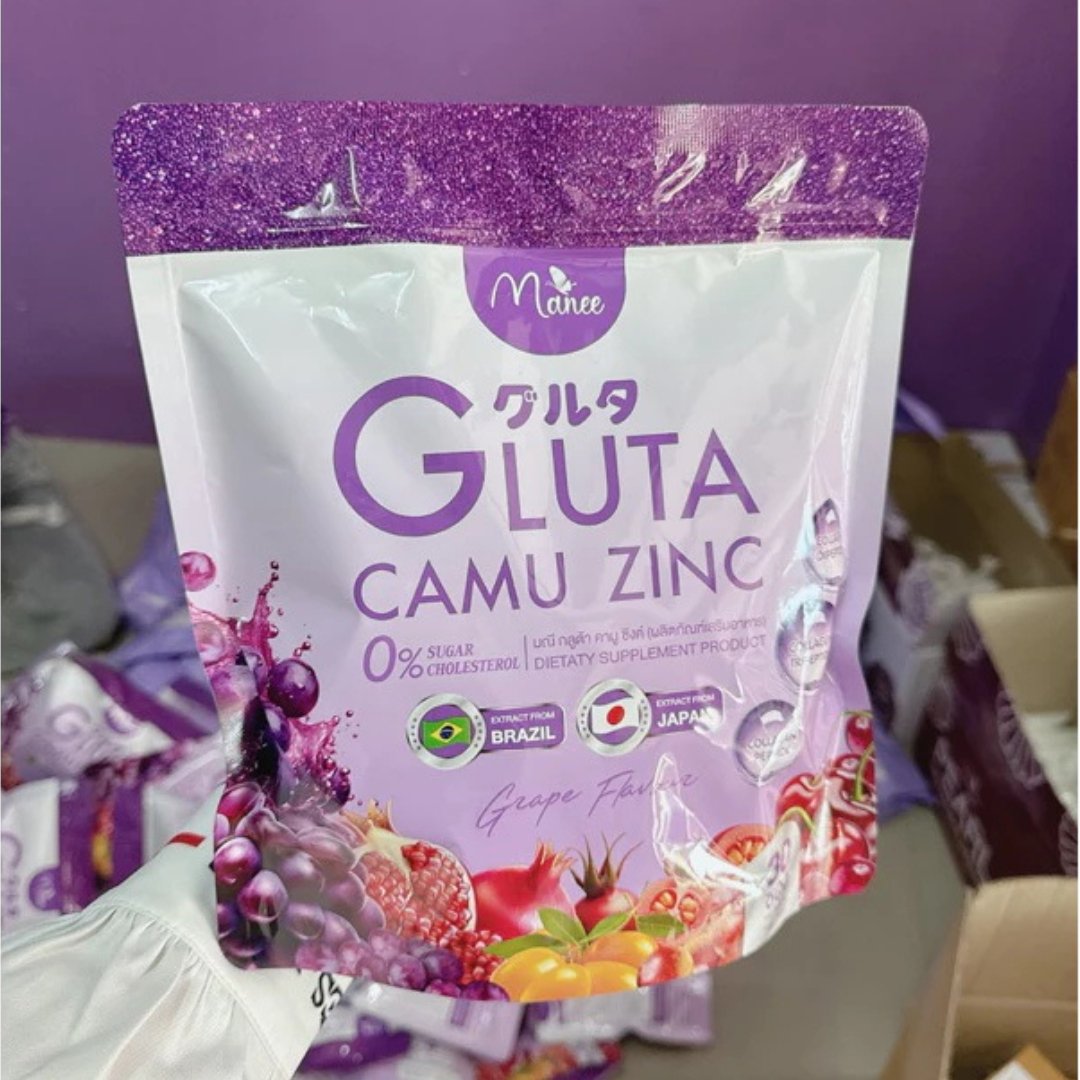 Manee
グルタ
GLUTA
CAMU ZINC
0% SUGAR
CHOLESTEROL
มณี กลูต้า คามู ซิงค์ (ผลิตภัณฑ์เสริมอาหาร)
DIETATY SUPPLEMENT PRODUCT
EXTRACT FROM
BRAZIL
EXTRACT FROM
JAPAN
Grape Flavour